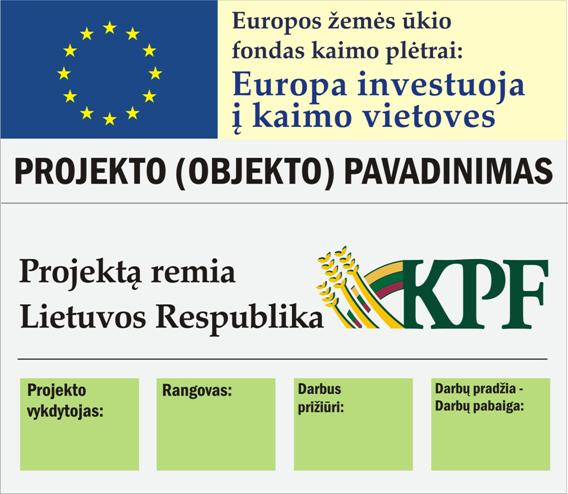 Europos žemės ūkio
fondas kaimo plėtrai:
Europa investuoja
į kaimo vietoves
PROJEKTO (OBJEKTO) PAVADINIMAS
Projektą remia
Lietuvos Respublika
KPF
Projekto
vykdytojas:
Rangovas:
Darbus
prižiūri:
Darbų pradžia -
Darbų pabaiga: